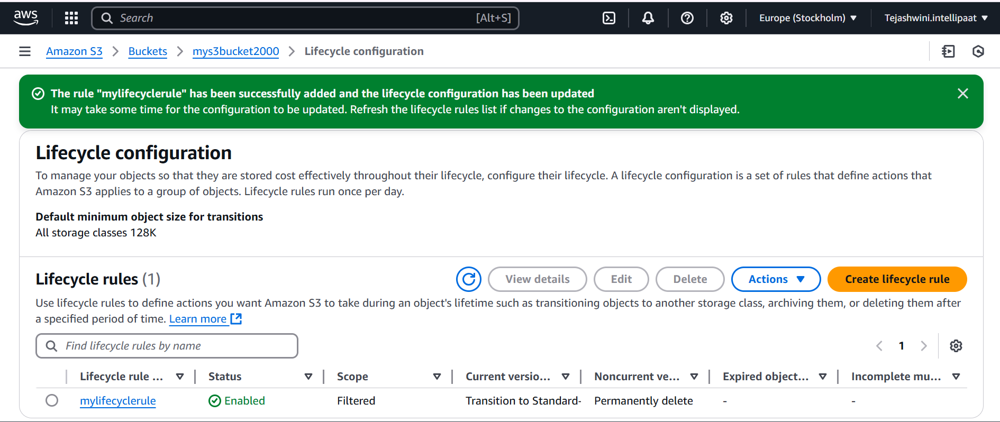 aws
Search [Alt+S]
Europe (Stockholm)
Tejashwini.intellipaat
Amazon S3 > Buckets > mys3bucket2000 > Lifecycle configuration
The rule "mylifecyclerule" has been successfully added and the lifecycle configuration has been updated
It may take some time for the configuration to be updated. Refresh the lifecycle rules list if changes to the configuration aren't displayed.
Lifecycle configuration
To manage your objects so that they are stored cost effectively throughout their lifecycle, configure their lifecycle. A lifecycle configuration is a set of rules that define actions that
Amazon S3 applies to a group of objects. Lifecycle rules run once per day.
Default minimum object size for transitions
All storage classes 128K
Lifecycle rules (1)
View details
Edit
Delete
Actions
Create lifecycle rule
Use lifecycle rules to define actions you want Amazon S3 to take during an object's lifetime such as transitioning objects to another storage class, archiving them, or deleting them after
a specified period of time. Learn more
Find lifecycle rules by name
1
Lifecycle rule ... Status Scope Current versio... Noncurrent ve... Expired object... Incomplete mu...
mylifecyclerule Enabled Filtered Transition to Standard- Permanently delete - -